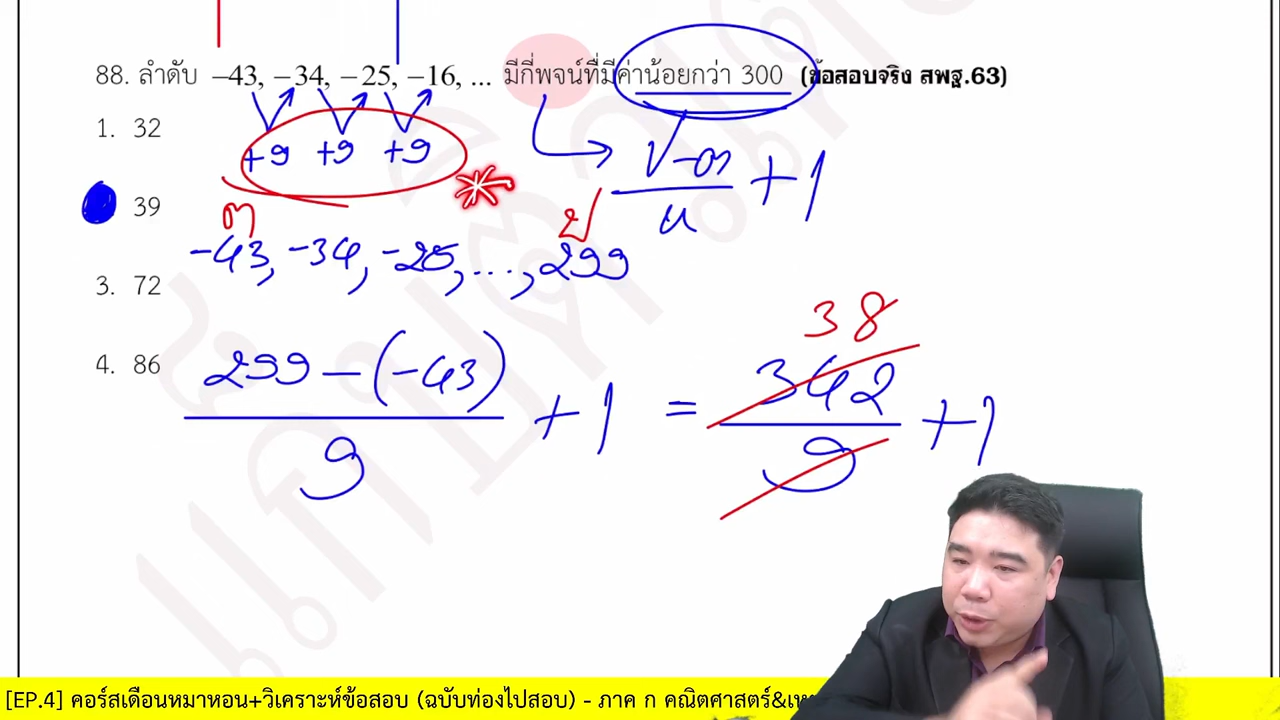 88. ลำดับ −43, −34, −25, −16, ... มีกี่พจน์ที่มีค่าน้อยกว่า 300 (ข้อสอบจริง สพฐ.63)
1. 32
+9 +9 +9
ป-ต/ห +1
2. 39
ต ป
-43, -34, -25, ...., 299
3. 72
38
4. 86
299-(-43)/9 + 1 = 342/9 +1
[EP.4] คอร์สเดือนหมาหอน+วิเคราะห์ข้อสอบ (ฉบับท่องไปสอบ) - ภาค ก คณิตศาสตร์&เห